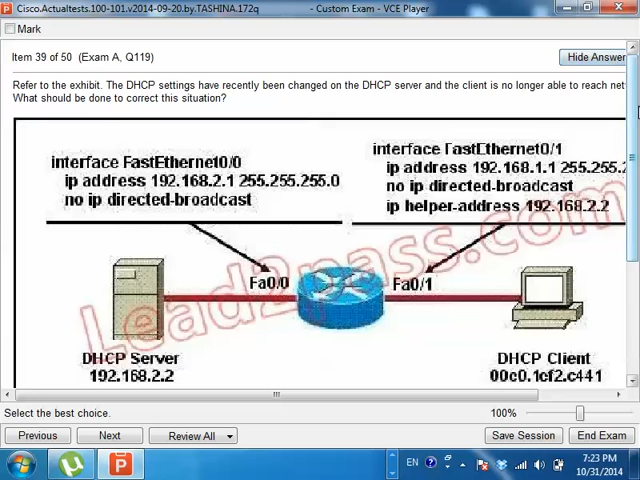 Cisco.Actualtests.100-101.v2014-09-20.by.TASHINA.172q - Custom Exam - VCE Player
Mark
Item 39 of 50 (Exam A, Q119)
Hide Answer
Refer to the exhibit. The DHCP settings have recently been changed on the DHCP server and the client is no longer able to reach net
What should be done to correct this situation?
interface FastEthernet0/0
ip address 192.168.2.1 255.255.255.0
no ip directed-broadcast
interface FastEthernet0/1
ip address 192.168.1.1 255.255.2
no ip directed-broadcast
ip helper-address 192.168.2.2
Lead2pass.com
Fa0/0
Fa0/1
DHCP Server
192.168.2.2
DHCP Client
00c0.1cf2.c441
Select the best choice.
100%
Previous
Next
Review All
Save Session
End Exam
EN
7:23 PM
10/31/2014